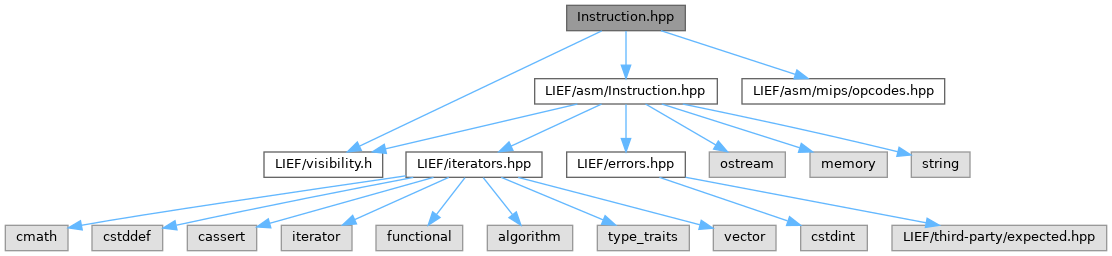 Instruction.hpp
LIEF/asm/Instruction.hpp
LIEF/asm/mips/opcodes.hpp
LIEF/visibility.h
LIEF/iterators.hpp
LIEF/errors.hpp
ostream
memory
string
cmath
cstddef
cassert
iterator
functional
algorithm
type_traits
vector
cstdint
LIEF/third-party/expected.hpp